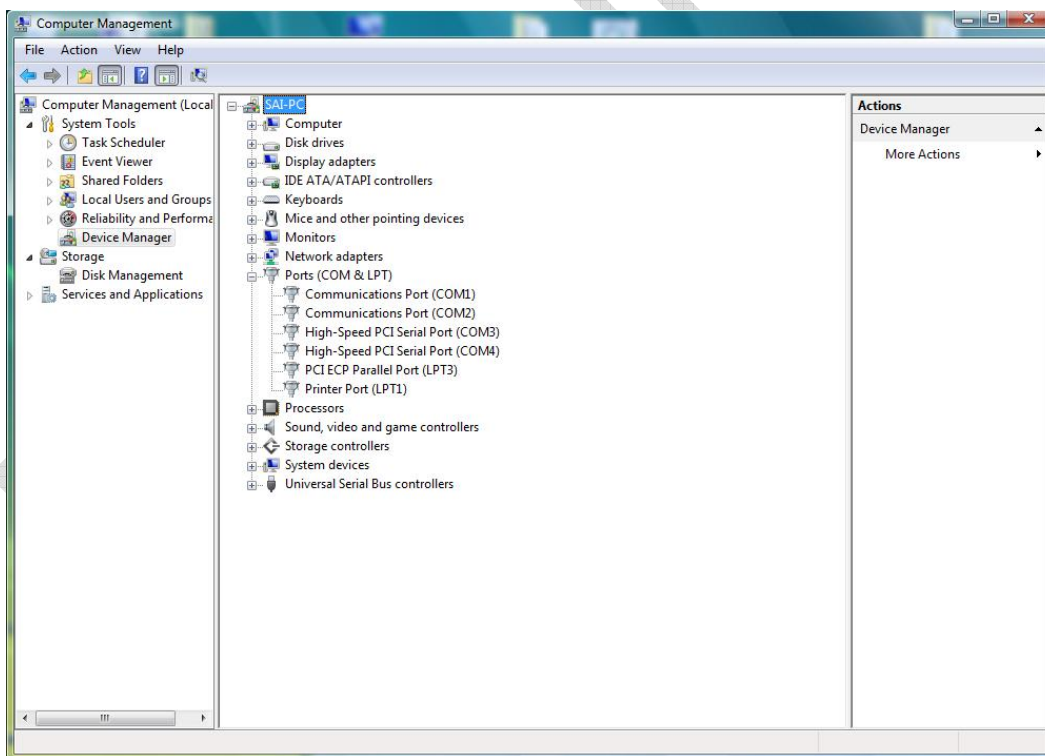 Computer Management
File Action View Help
Computer Management (Local
System Tools
Task Scheduler
Event Viewer
Shared Folders
Local Users and Groups
Reliability and Performa
Device Manager
Storage
Disk Management
Services and Applications
SAI-PC
Computer
Disk drives
Display adapters
IDE ATA/ATAPI controllers
Keyboards
Mice and other pointing devices
Monitors
Network adapters
Ports (COM & LPT)
Communications Port (COM1)
Communications Port (COM2)
High-Speed PCI Serial Port (COM3)
High-Speed PCI Serial Port (COM4)
PCI ECP Parallel Port (LPT3)
Printer Port (LPT1)
Processors
Sound, video and game controllers
Storage controllers
System devices
Universal Serial Bus controllers
Actions
Device Manager
More Actions